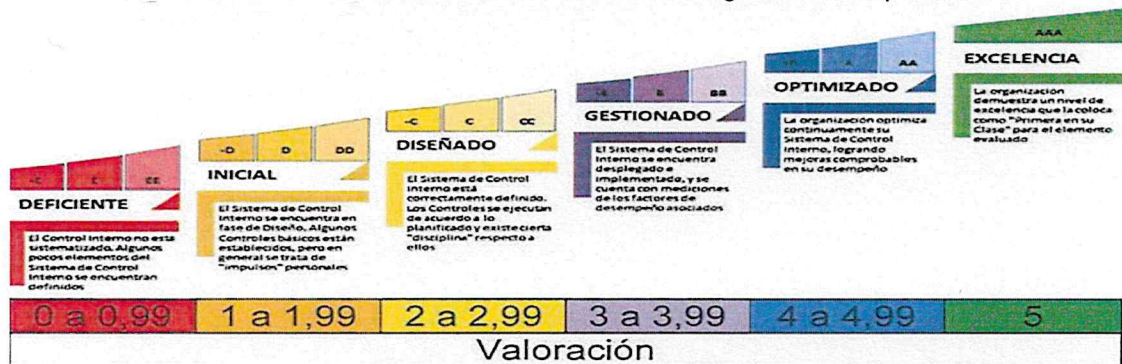 AAA
EXCELENCIA
La organización
demuestra un nivel de
excelencia que la coloca
como "Primera en su
Clase" para el elemento
evaluado
AA
OPTIMIZADO
La organización optimiza
continuamente su
Sistema de Control
Interno, logrando
mejoras comprobables
en su desempeño
-B B BB
GESTIONADO
El Sistema de Control
Interno se encuentra
desplegado e
implementado, y se
cuenta con mediciones
de los factores de
desempeño asociados
-C C CC
DISEÑADO
El Sistema de Control
Interno está
correctamente definido.
Los Controles se ejecutan
de acuerdo a lo
planificado y existe cierta
"disciplina" respecto a
ellos
-D D DD
INICIAL
El Sistema de Control
Interno se encuentra en
fase de Diseño. Algunos
Controles básicos están
establecidos, pero en
general se trata de
"impulsos" personales
DEFICIENTE
El Control Interno no está
sistematizado. Algunos
pocos elementos del
Sistema de Control
Interno se encuentran
definidos
0 a 0,99 1 a 1,99 2 a 2,99 3 a 3,99 4 a 4,99 5
Valoración